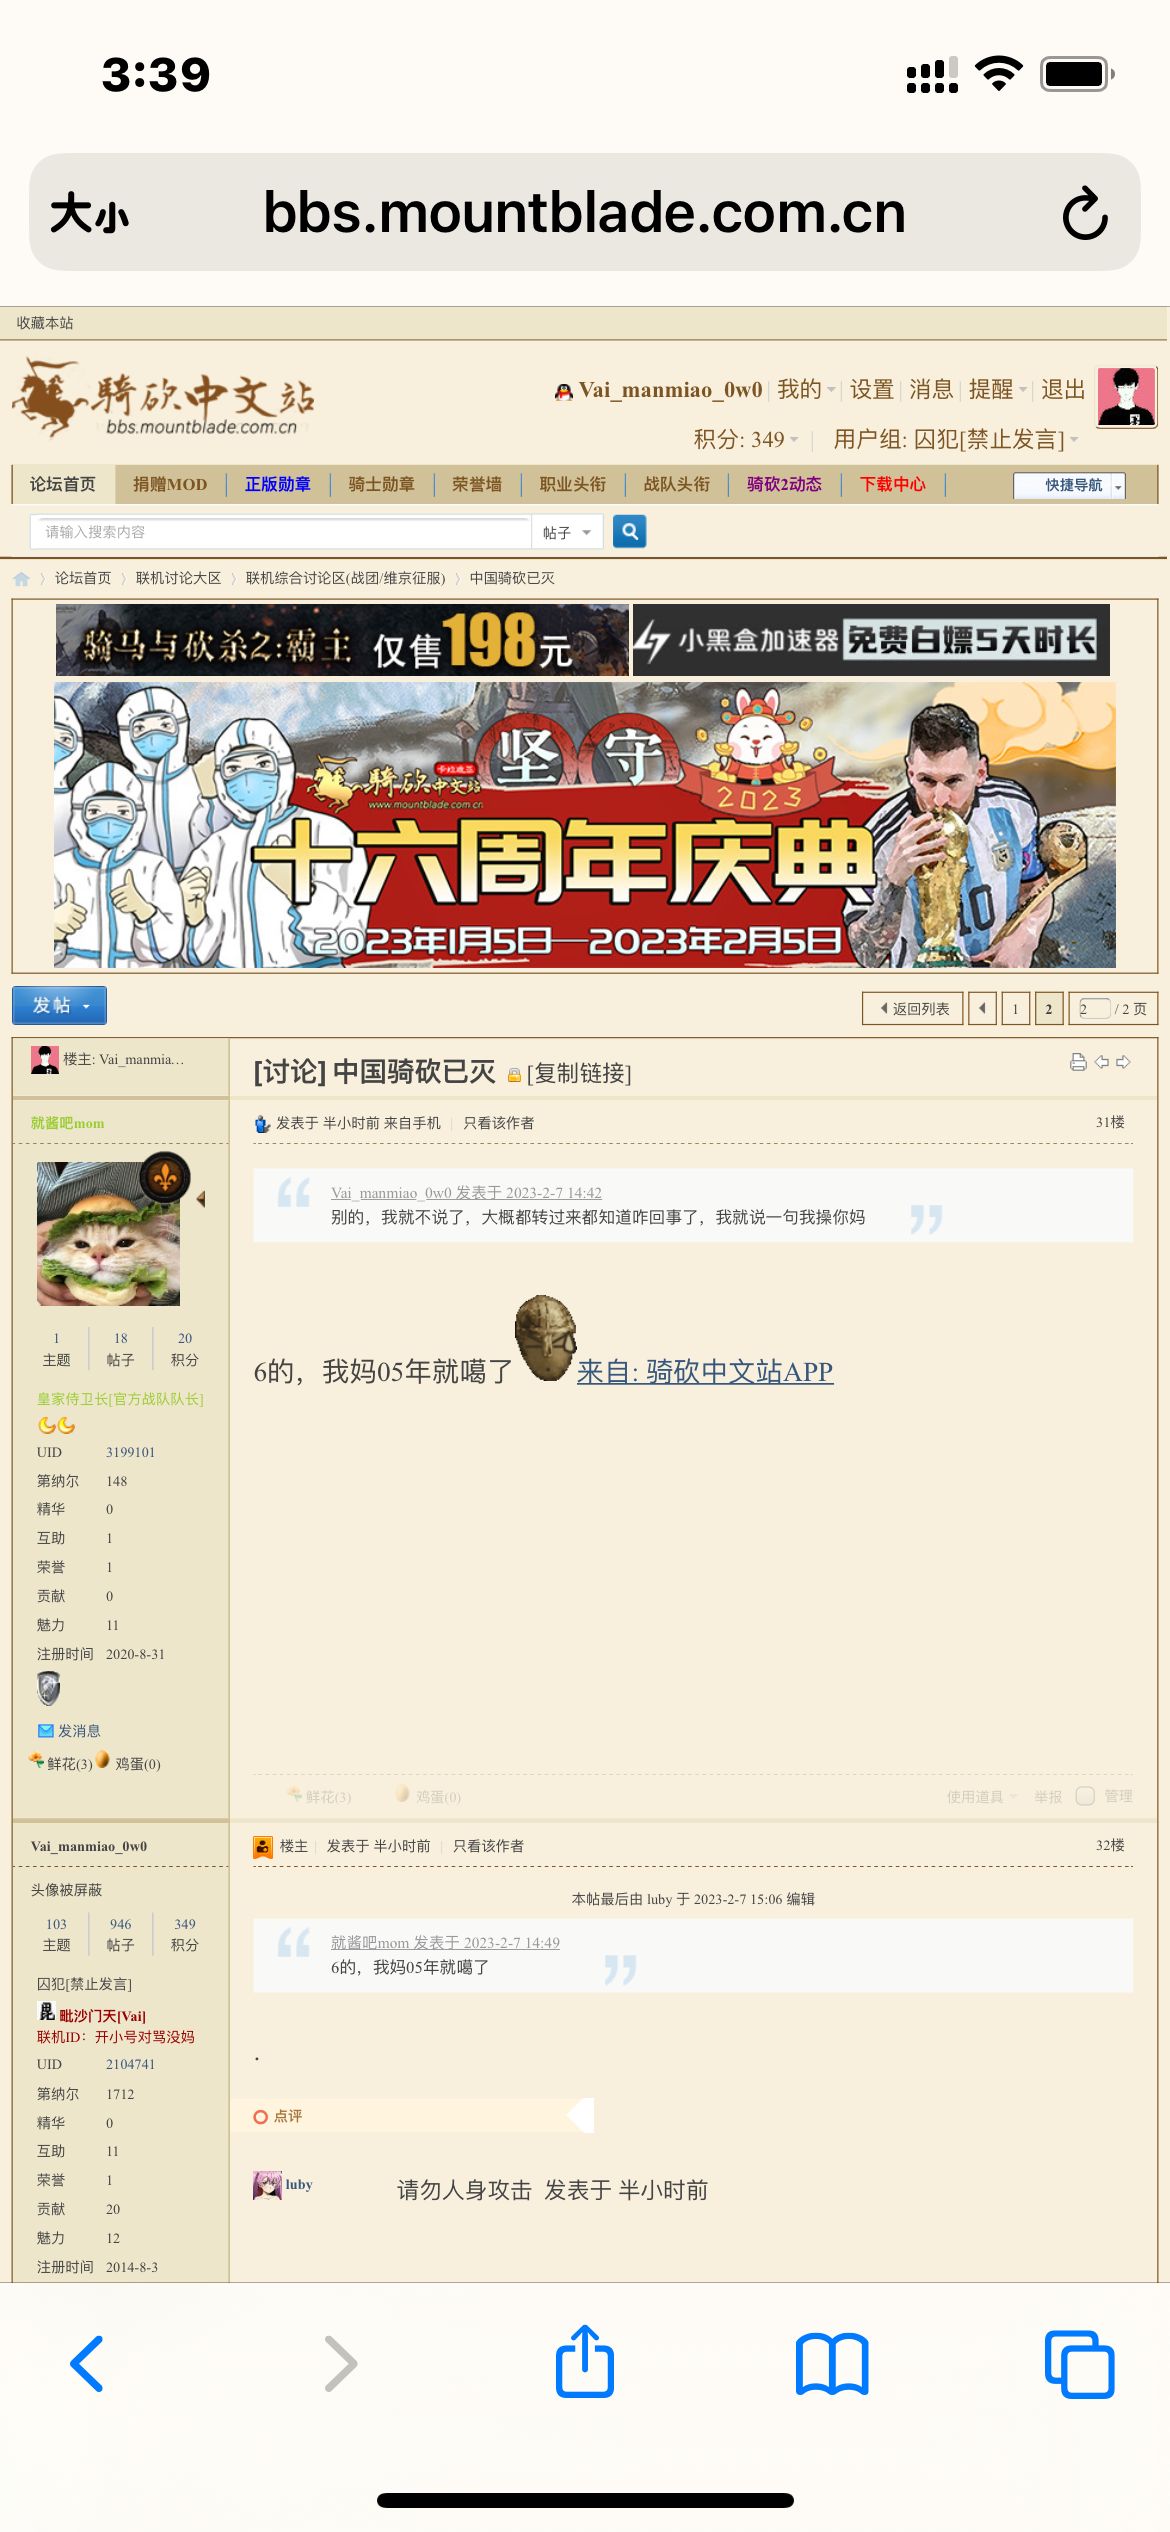 3:39
大小
bbs.mountblade.com.cn
收藏本站
骑砍中文站
bbs.mountblade.com.cn
Vai_manmiao_0w0 我的 设置 消息 提醒 退出
积分: 349 用户组: 囚犯[禁止发言]
论坛首页 捐赠MOD 正版勋章 骑士勋章 荣誉墙 职业头衔 战队头衔 骑砍2动态 下载中心 快捷导航
请输入搜索内容 帖子
论坛首页 联机讨论大区 联机综合讨论区(战团/维京征服) 中国骑砍已灭
骑马与砍杀2:霸主 仅售198元 小黑盒加速器 免费白嫖5天时长
坚守
卡拉迪亚
骑砍中文站
www.mountblade.com.cn
2023
十六周年庆典
10
2023年1月5日—2023年2月5日
发帖 返回列表 1 2 2 / 2 页
楼主: Vai_manmia…
[讨论] 中国骑砍已灭 [复制链接]
就酱吧mom
发表于 半小时前 来自手机 只看该作者 31楼
Vai_manmiao_0w0 发表于 2023-2-7 14:42
别的，我就不说了，大概都转过来都知道咋回事了，我就说一句我操你妈
6的，我妈05年就噶了来自: 骑砍中文站APP
1 18 20
主题 帖子 积分
皇家侍卫长[官方战队队长]
UID 3199101
第纳尔 148
精华 0
互助 1
荣誉 1
贡献 0
魅力 11
注册时间 2020-8-31
发消息
鲜花(3) 鸡蛋(0)
鲜花(3) 鸡蛋(0) 使用道具 举报 管理
Vai_manmiao_0w0
楼主 发表于 半小时前 只看该作者 32楼
头像被屏蔽
103 946 349
主题 帖子 积分
囚犯[禁止发言]
昆 毗沙门天[Vai]
联机ID：开小号对骂没妈
UID 2104741
第纳尔 1712
精华 0
互助 11
荣誉 1
贡献 20
魅力 12
注册时间 2014-8-3
本帖最后由 luby 于 2023-2-7 15:06 编辑
就酱吧mom 发表于 2023-2-7 14:49
6的，我妈05年就噶了
.
点评
luby 请勿人身攻击 发表于 半小时前